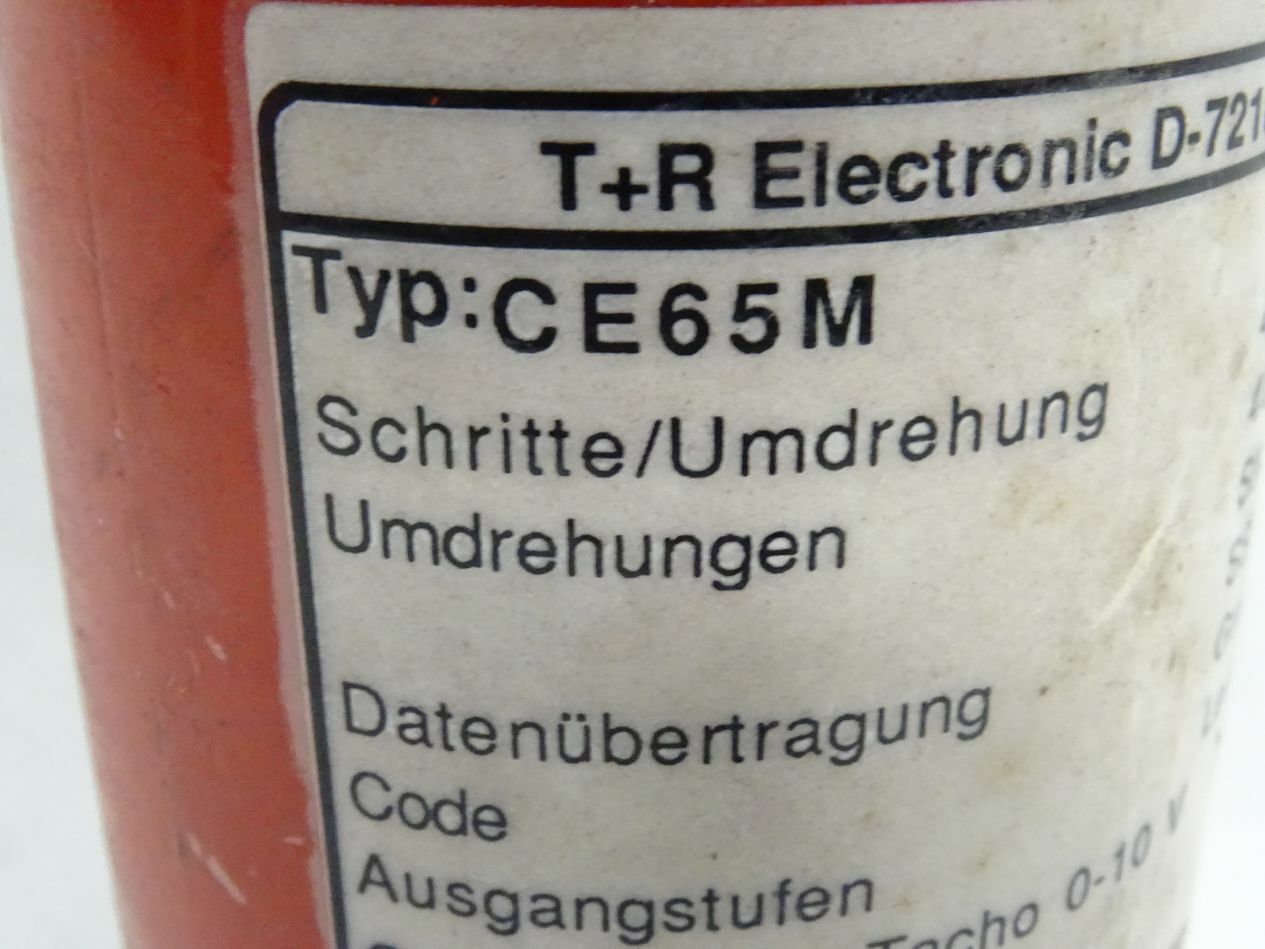 T+R Electronic D-721
Typ:CE65M
Schritte/Umdrehung
Umdrehungen
Datenübertragung
Code
Ausgangstufen
Tacho 0-10 V